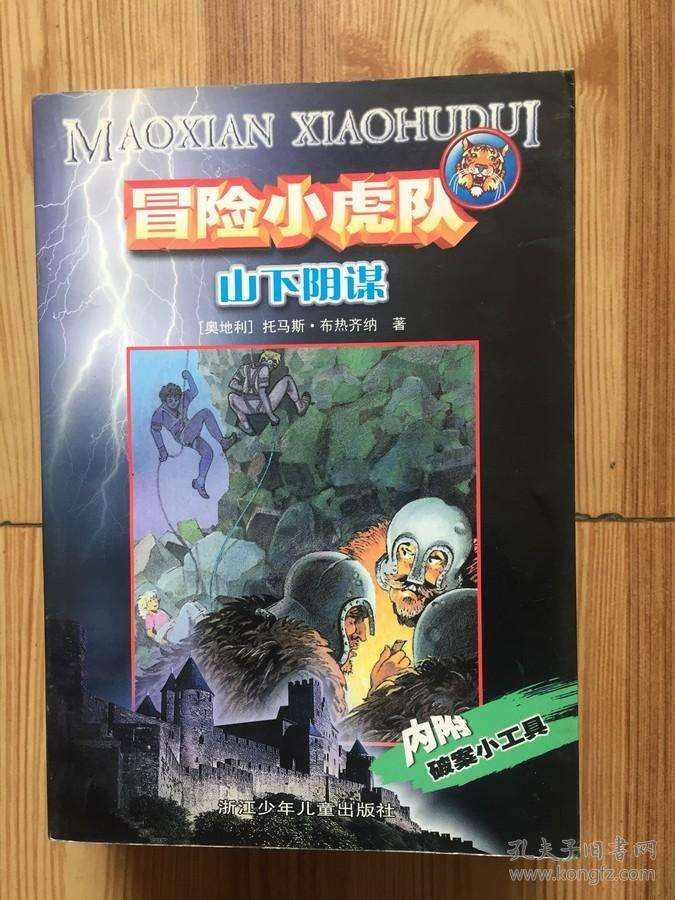 MAOXIAN XIAOHUDUI
冒险小虎队
山下阴谋
[奥地利] 托马斯·布热齐纳 著
内附
破案小工具
浙江少年儿童出版社
孔夫子旧书网
www.kongfz.com